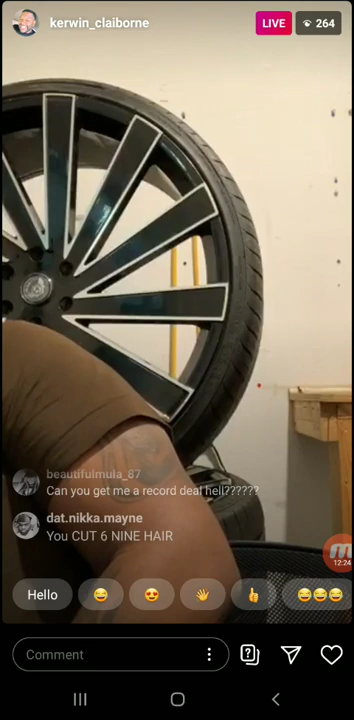 kerwin_claiborne
LIVE
264
beautifulmula_87
Can you get me a record deal hell??????
dat.nikka.mayne
You CUT 6 NINE HAIR
Hello
12:24
Comment